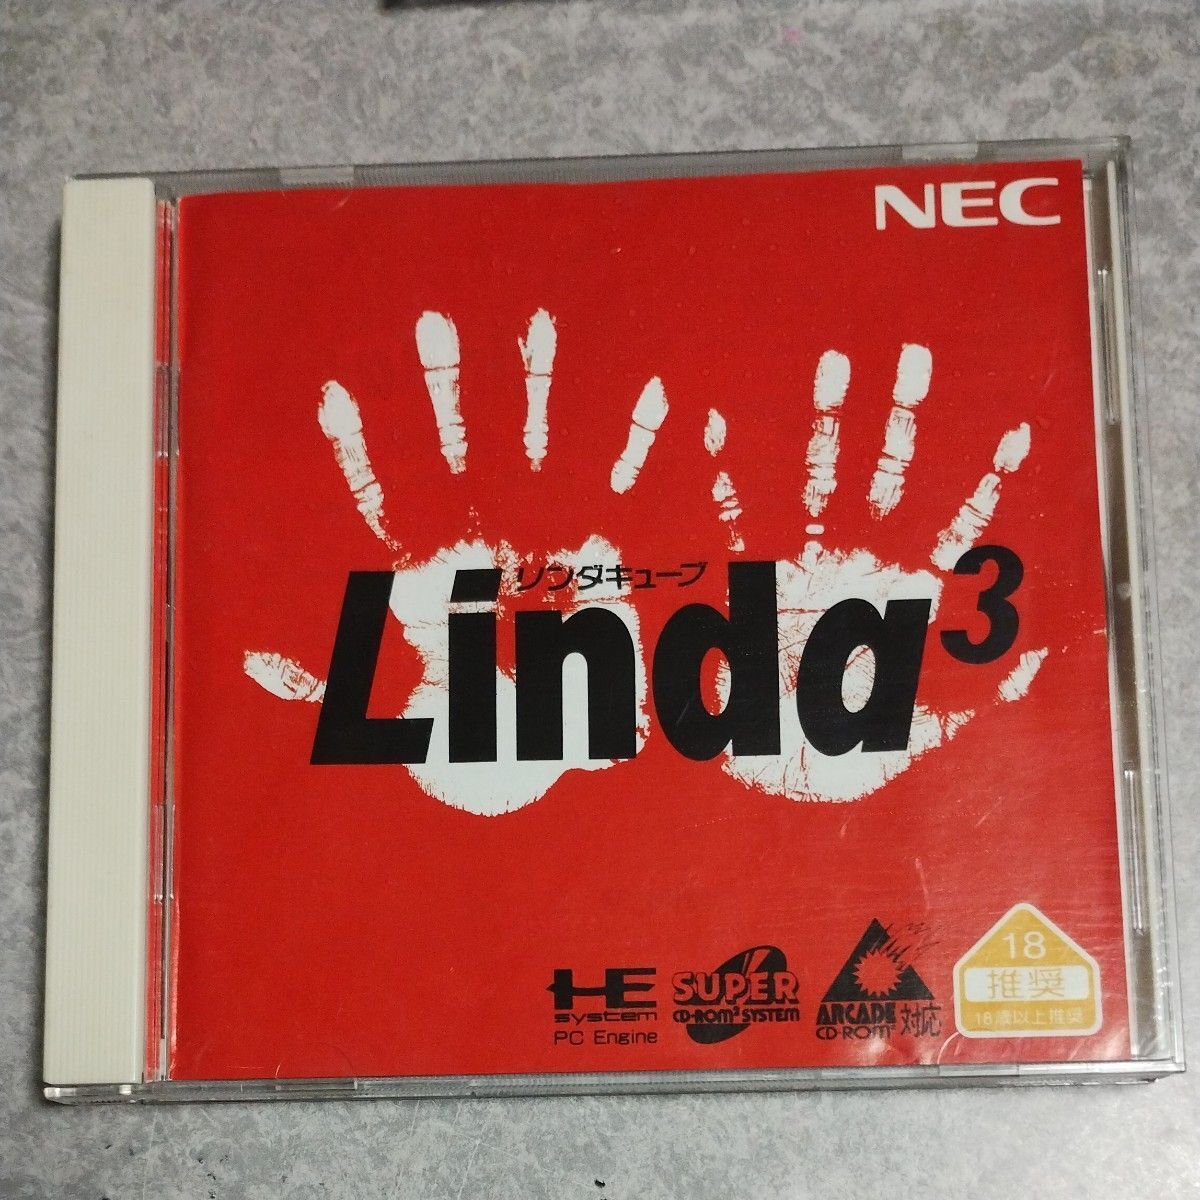 NEC
リンダキューブ
Linda³
HE
system
PC Engine
SUPER
CD-ROM² SYSTEM
ARCADE
CD-ROM²
対応
18
推奨
18歳以上推奨